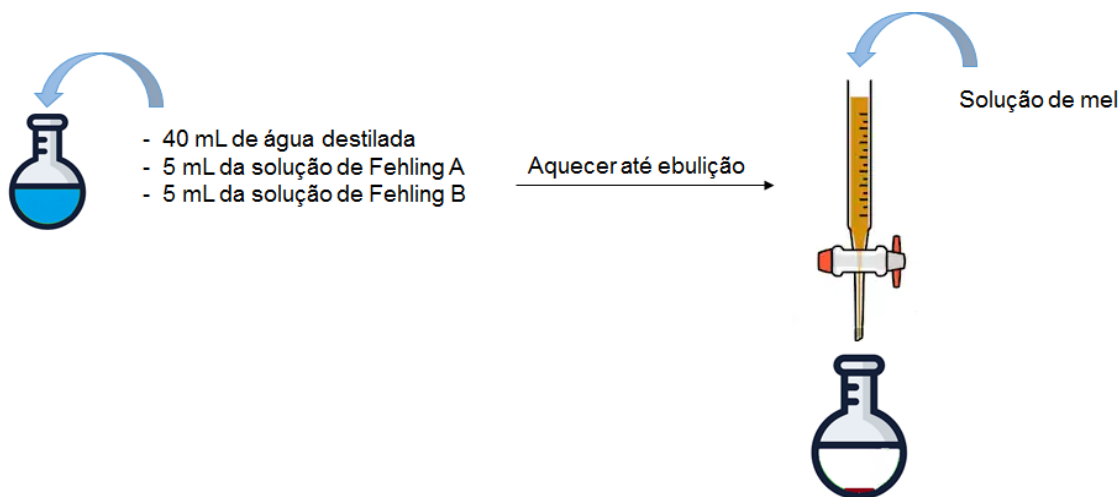 - 40 mL de água destilada
- 5 mL da solução de Fehling A
- 5 mL da solução de Fehling B
Aquecer até ebulição
Solução de mel